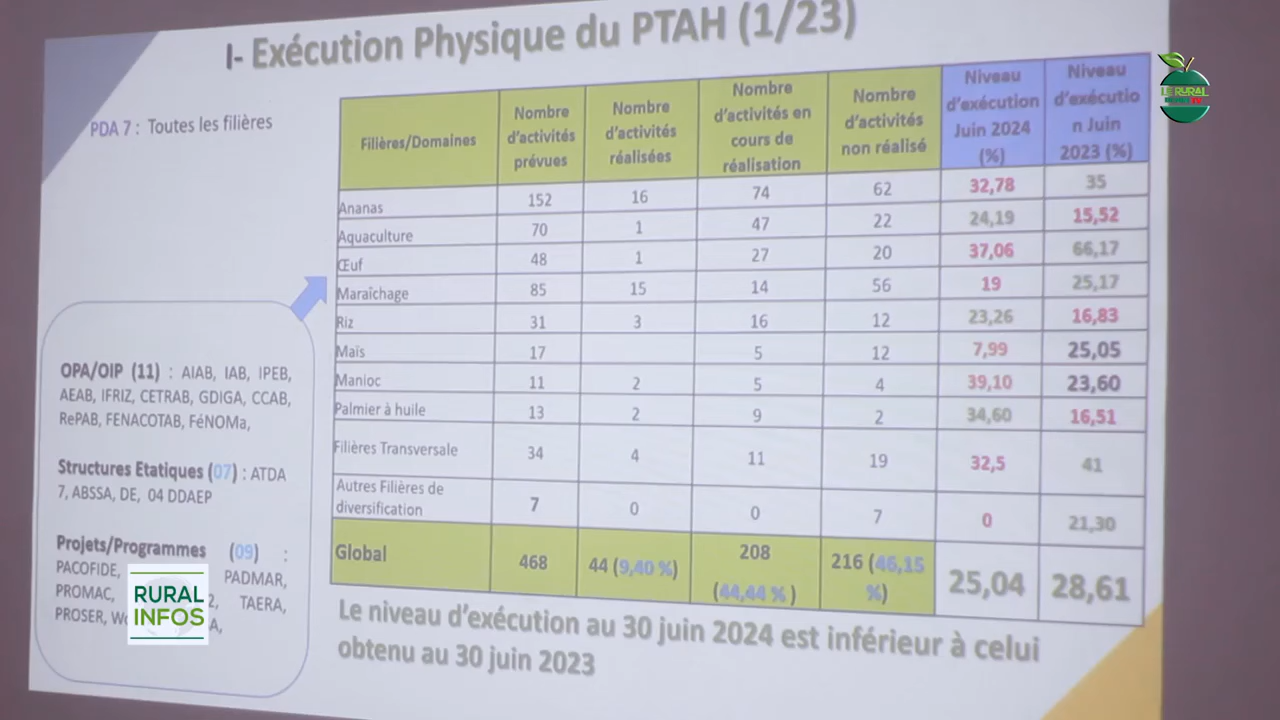 I- Exécution Physique du PTAH (1/23)
LE RURAL
TV
PDA 7 : Toutes les filières
Filières/Domaines | Nombre d'activités prévues | Nombre d'activités réalisées | Nombre d'activités en cours de réalisation | Nombre d'activités non réalisé | Niveau d'exécution Juin 2024 (%) | Niveau d'exécution Juin 2023 (%)
Ananas 152 16 74 62 32,78 35
Aquaculture 70 1 47 22 24,19 15,52
Œuf 48 1 27 20 37,06 66,17
Maraîchage 85 15 14 56 19 25,17
Riz 31 3 16 12 23,26 16,83
Maïs 17 5 12 7,99 25,05
Manioc 11 2 5 4 39,10 23,60
Palmier à huile 13 2 9 2 34,60 16,51
Filières Transversale 34 4 11 19 32,5 41
Autres Filières de diversification 7 0 0 7 0 21,30
Global 468 44 (9,40 %) 208 (44,44 %) 216 (46,15 %) 25,04 28,61
Le niveau d'exécution au 30 juin 2024 est inférieur à celui
obtenu au 30 juin 2023
OPA/OIP (11) : AIAB, IAB, IPEB,
AEAB, IFRIZ, CETRAB, GDIGA, CCAB,
RePAB, FENACOTAB, FéNOMa,
Structures Etatiques (07) : ATDA
7, ABSSA, DE, 04 DDAEP
Projets/Programmes (09) :
PACOFIDE, PADMAR,
PROMAC, 2, TAERA,
PROSER, A,
RURAL
INFOS